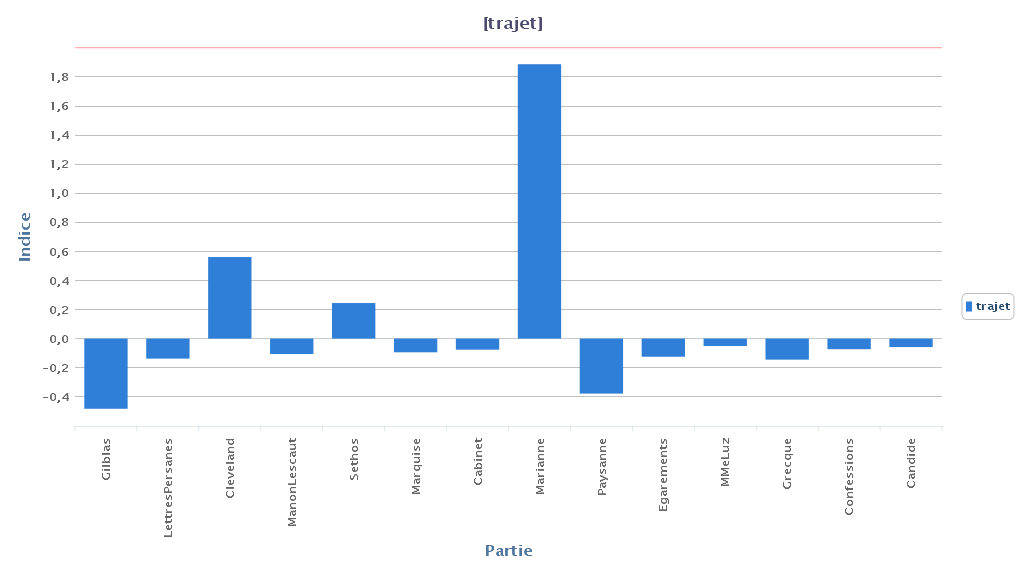 [trajet]
1,8
1,6
1,4
1,2
1,0
0,8
0,6
0,4
0,2
0,0
-0,2
-0,4
Indice
Gilblas
LettresPersanes
Cleveland
ManonLescaut
Sethos
Marquise
Cabinet
Marianne
Paysanne
Egarements
MMeLuz
Grecque
Confessions
Candide
Partie
trajet